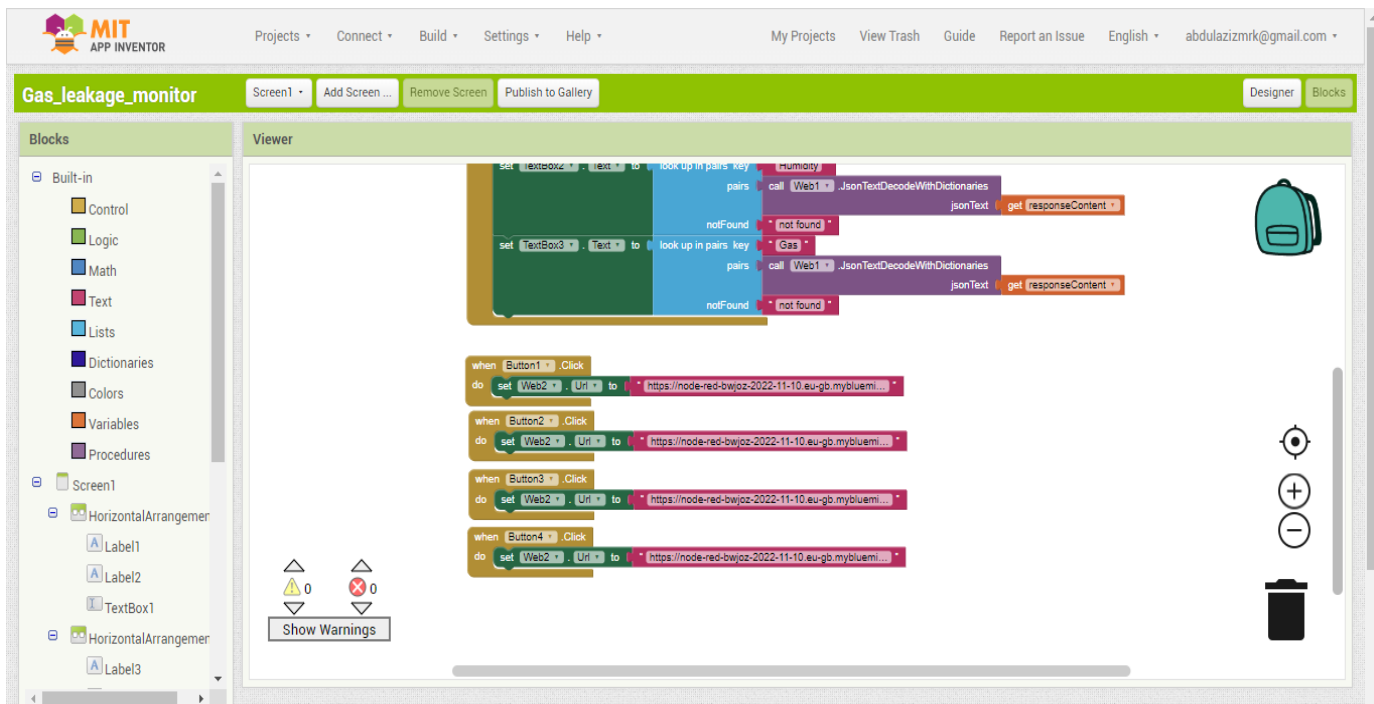 MIT
APP INVENTOR
Projects Connect Build Settings Help My Projects View Trash Guide Report an Issue English abdulazizmrk@gmail.com
Gas_leakage_monitor Screen1 Add Screen ... Remove Screen Publish to Gallery Designer Blocks
Blocks Viewer
Built-in
Control
Logic
Math
Text
Lists
Dictionaries
Colors
Variables
Procedures
Screen1
HorizontalArrangemer
Label1
Label2
TextBox1
HorizontalArrangemer
Label3
set TextBox2 . Text to look up in pairs key " Humidity "
pairs call Web1 .JsonTextDecodeWithDictionaries
jsonText get responseContent
notFound " not found "
set TextBox3 . Text to look up in pairs key " Gas "
pairs call Web1 .JsonTextDecodeWithDictionaries
jsonText get responseContent
notFound " not found "
when Button1 .Click
do set Web2 . Url to " https://node-red-bwjoz-2022-11-10.eu-gb.mybluemi... "
when Button2 .Click
do set Web2 . Url to " https://node-red-bwjoz-2022-11-10.eu-gb.mybluemi... "
when Button3 .Click
do set Web2 . Url to " https://node-red-bwjoz-2022-11-10.eu-gb.mybluemi... "
when Button4 .Click
do set Web2 . Url to " https://node-red-bwjoz-2022-11-10.eu-gb.mybluemi... "
0 0
Show Warnings